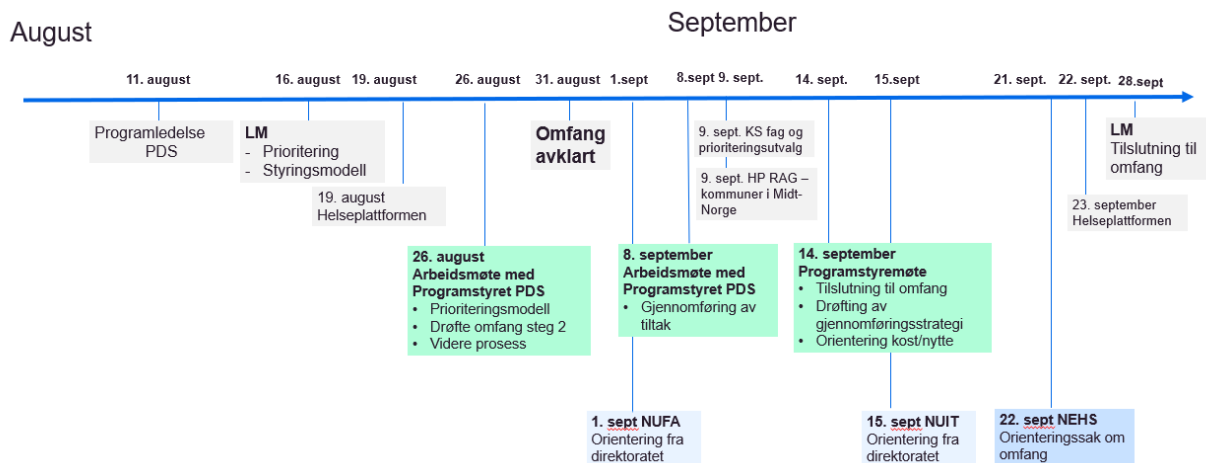 August
September
11. august
16. august
19. august
26. august
31. august
1.sept
8.sept
9. sept.
14. sept.
15.sept
21. sept.
22. sept.
28.sept
Programledelse
PDS
LM
- Prioritering
- Styringsmodell
19. august
Helseplattformen
Omfang
avklart
9. sept. KS fag og
prioriteringsutvalg
9. sept. HP RAG –
kommuner i Midt-
Norge
LM
Tilslutning til
omfang
23. september
Helseplattformen
26. august
Arbeidsmøte med
Programstyret PDS
• Prioriteringsmodell
• Drøfte omfang steg 2
• Videre prosess
8. september
Arbeidsmøte med
Programstyret PDS
• Gjennomføring av
tiltak
14. september
Programstyremøte
• Tilslutning til omfang
• Drøfting av
gjennomføringsstrategi
• Orientering kost/nytte
1. sept NUFA
Orientering fra
direktoratet
15. sept NUIT
Orientering fra
direktoratet
22. sept NEHS
Orienteringssak om
omfang